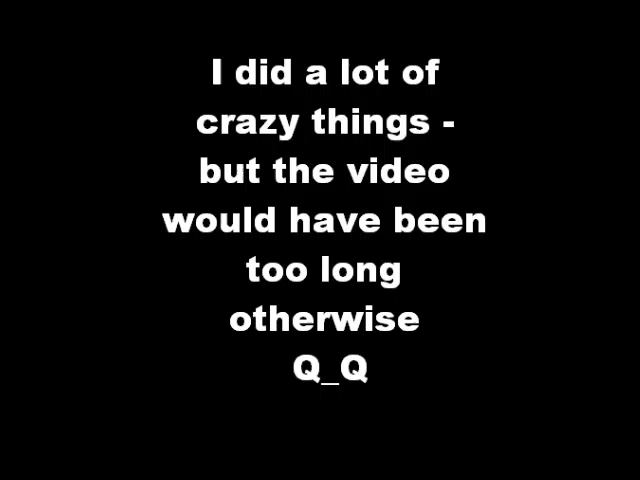 I did a lot of
crazy things -
but the video
would have been
too long
otherwise
Q_Q